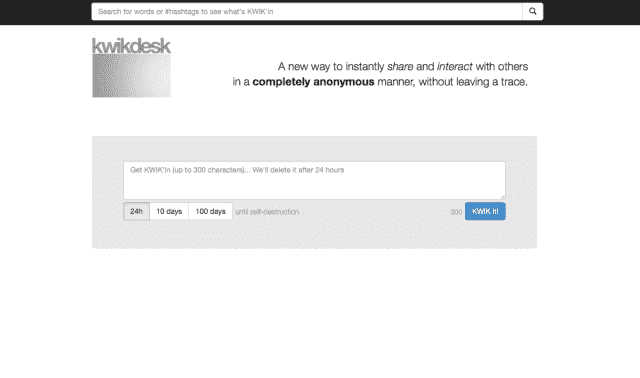 Search for words or #hashtags to see what's KWIK'in
kwikdesk
A new way to instantly share and interact with others
in a completely anonymous manner, without leaving a trace.
Get KWIK'in (up to 300 characters)... We'll delete it after 24 hours
24h 10 days 100 days until self-destruction 300 KWIK it!